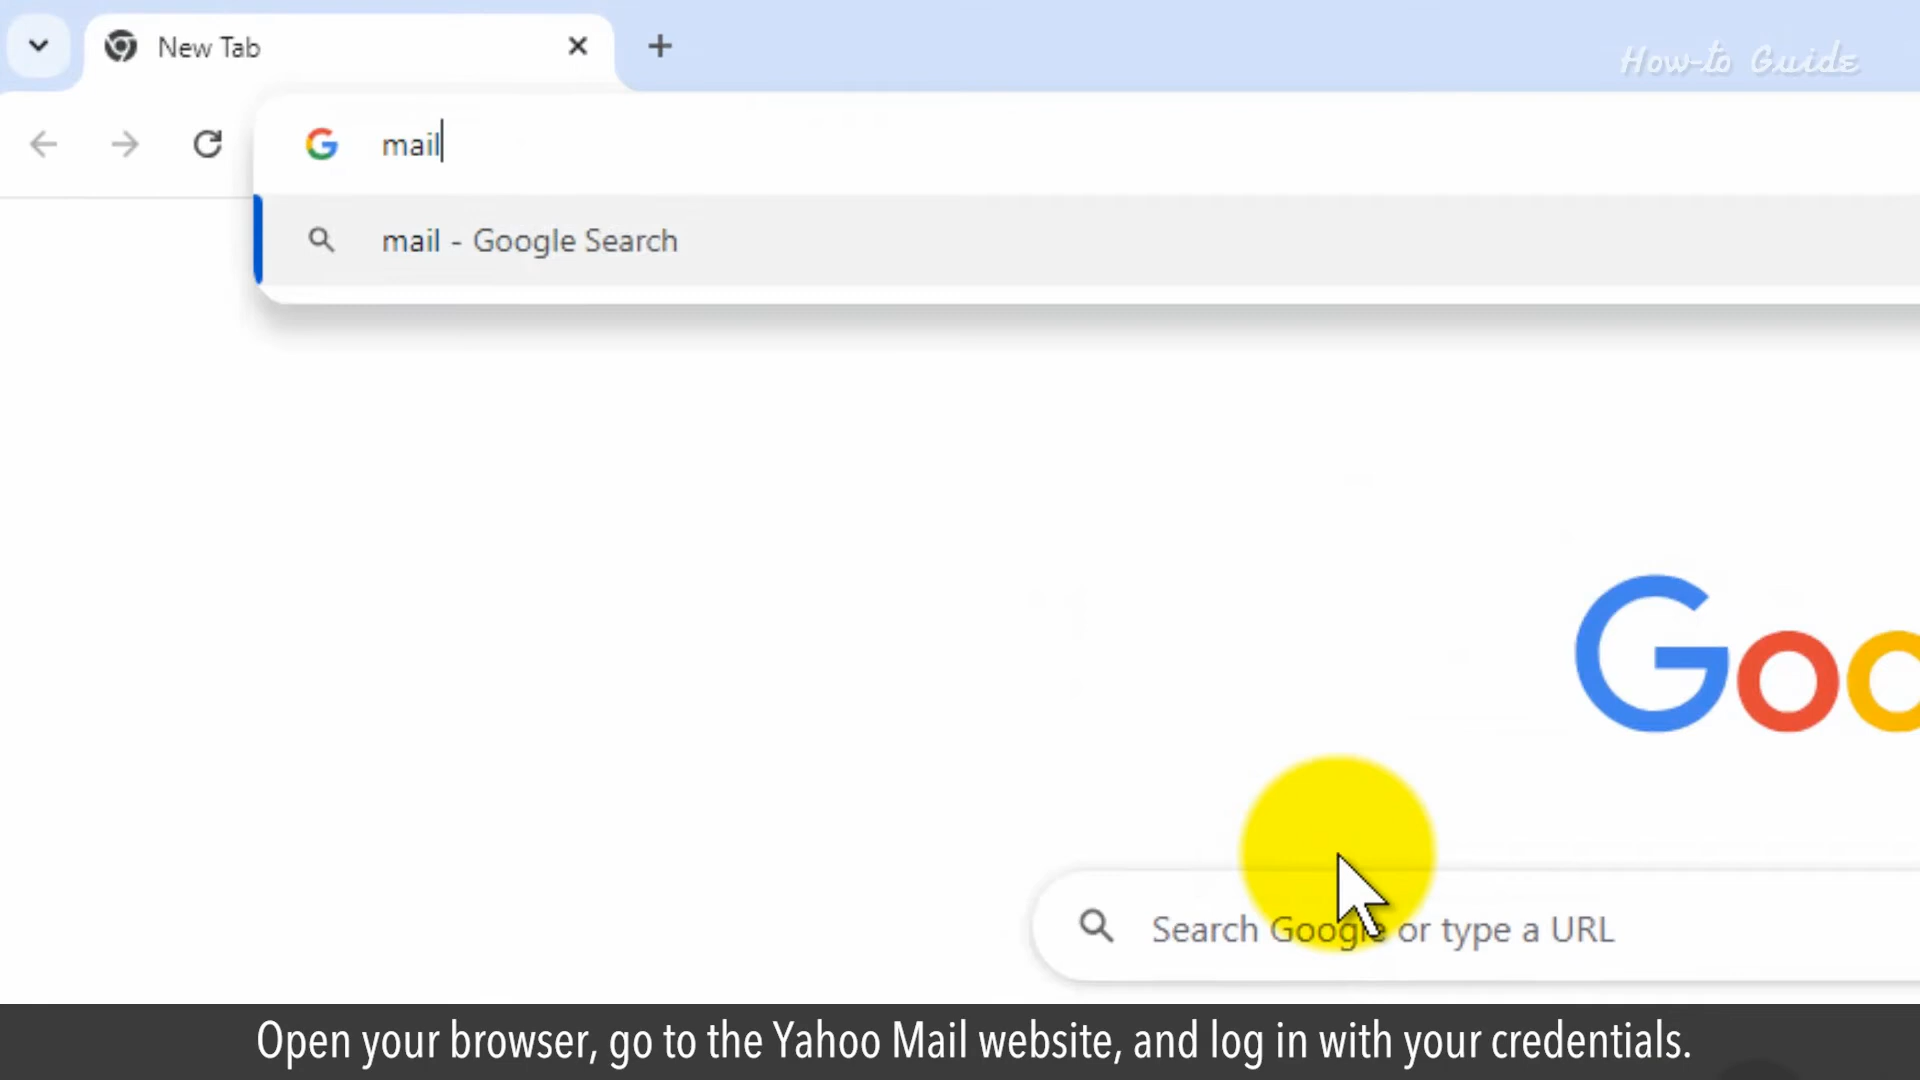 New Tab
How-to Guide
mail
mail - Google Search
Goo
Search Google or type a URL
Open your browser, go to the Yahoo Mail website, and log in with your credentials.